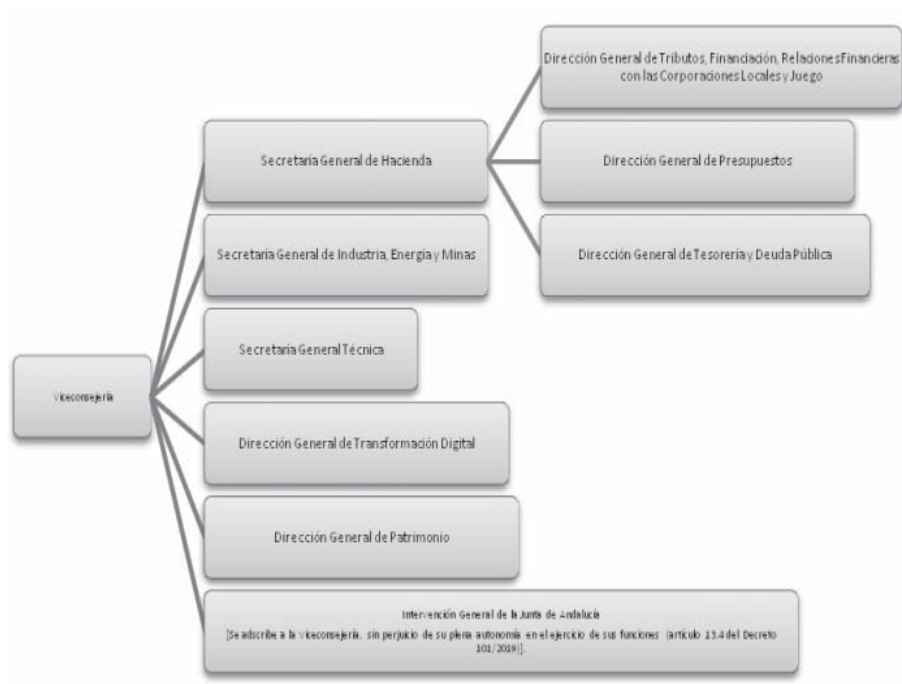 Dirección General de Tributos, Financiación, Relaciones Financieras
con las Corporaciones Locales y Juego
Secretaría General de Hacienda
Dirección General de Presupuestos
Secretaría General de Industria, Energía y Minas
Dirección General de Tesorería y Deuda Pública
Secretaría General Técnica
Viceconsejería
Dirección General de Transformación Digital
Dirección General de Patrimonio
Intervención General de la Junta de Andalucía
[Se adscribe a la Viceconsejería, sin perjuicio de su plena autonomía en el ejercicio de sus funciones (artículo 13.4 del Decreto
101/2019)].